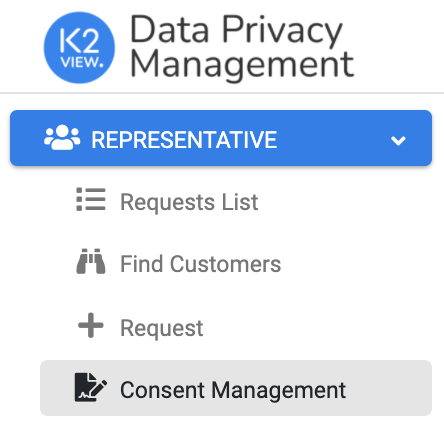 K2
VIEW.
Data Privacy
Management
REPRESENTATIVE
Requests List
Find Customers
Request
Consent Management